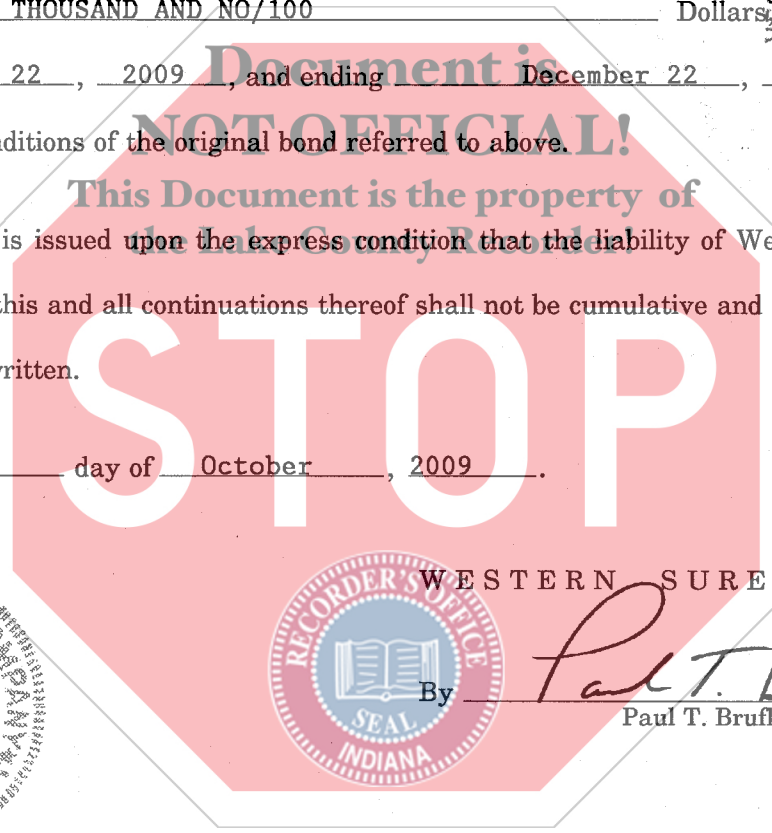 THOUSAND AND NO/100 Dollars
22, 2009, and ending December 22,
Document is
NOT OFFICIAL!
ditions of the original bond referred to above.
This Document is the property of
the Lake County Recorder!
is issued upon the express condition that the liability of We
this and all continuations thereof shall not be cumulative and
ritten.
STOP
day of October, 2009.
WESTERN SURE
RECORDER'S OFFICE
SEAL
INDIANA
By Paul T.
Paul T. Brufl